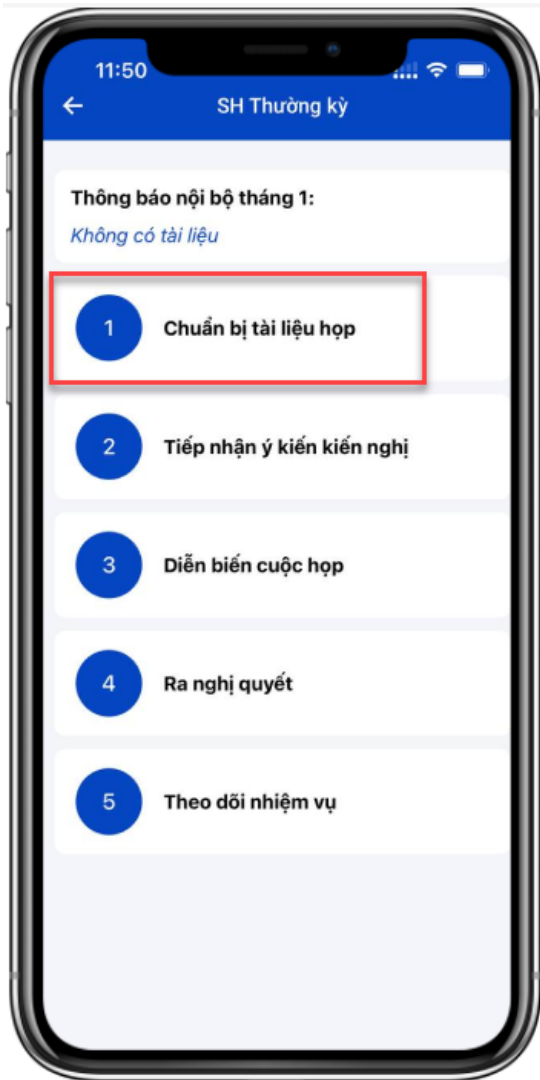 11:50
SH Thường kỳ
Thông báo nội bộ tháng 1:
Không có tài liệu
1 Chuẩn bị tài liệu họp
2 Tiếp nhận ý kiến kiến nghị
3 Diễn biến cuộc họp
4 Ra nghị quyết
5 Theo dõi nhiệm vụ